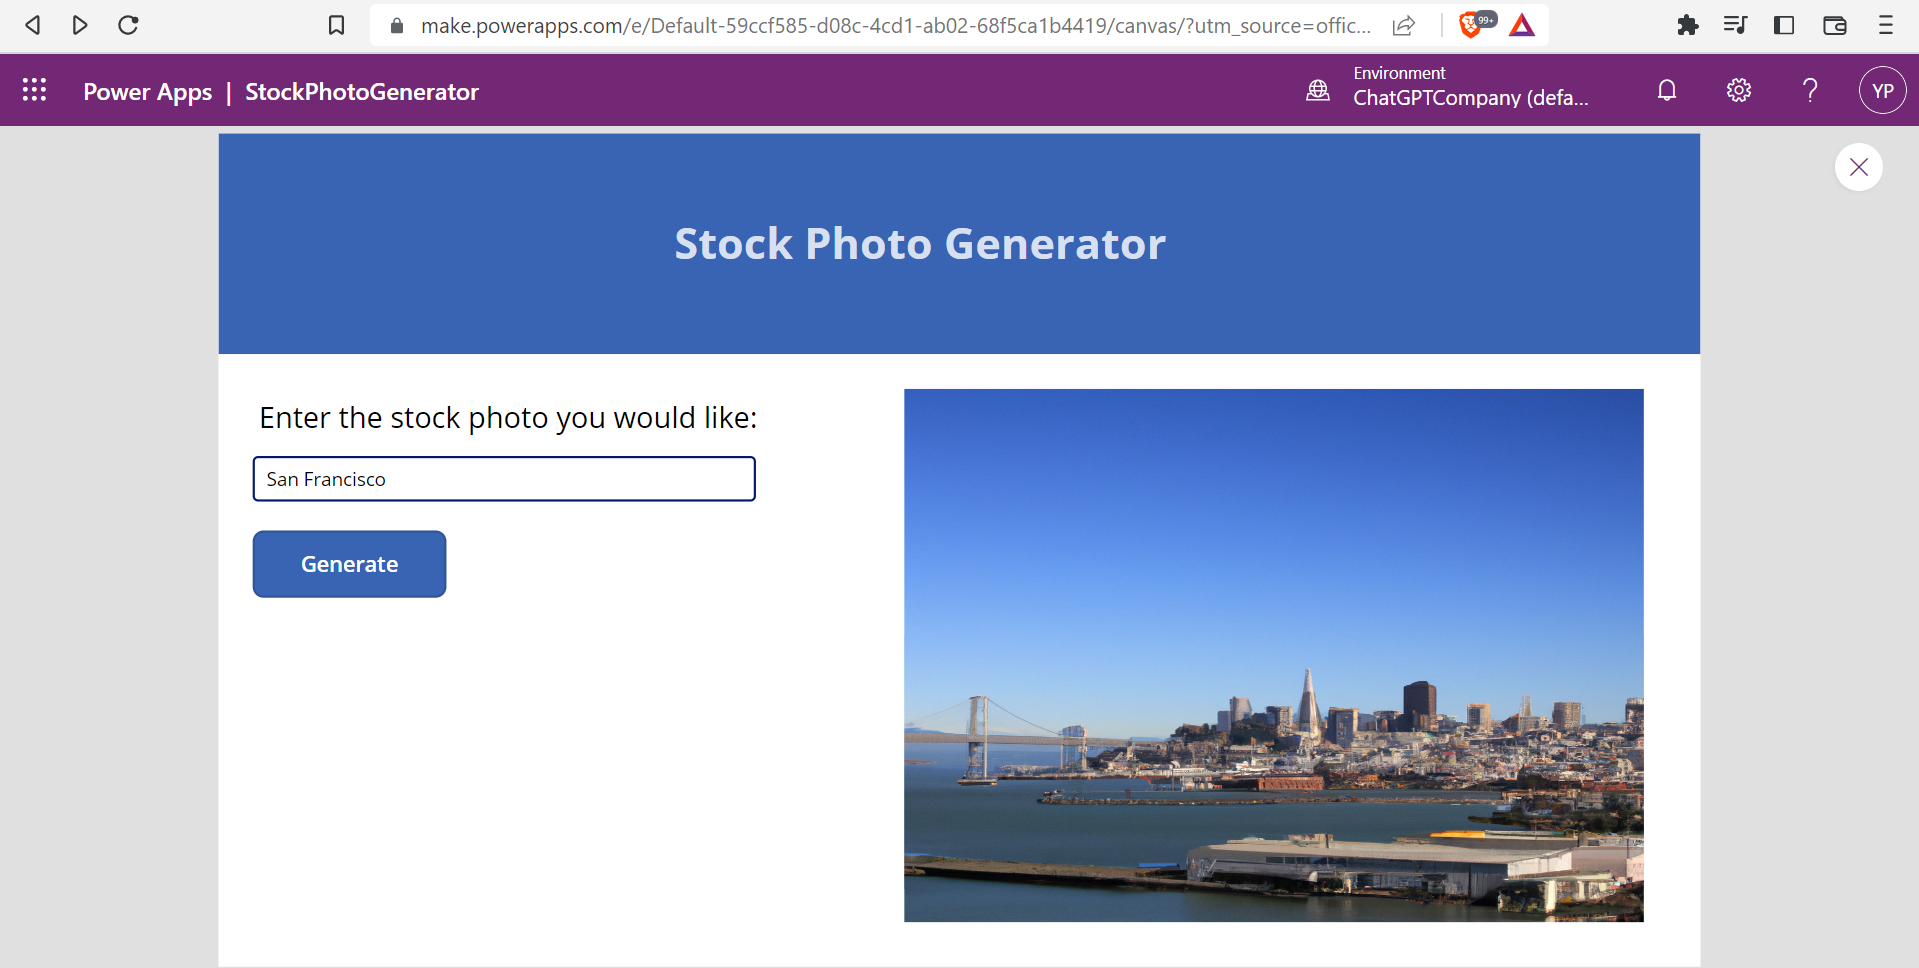 make.powerapps.com/e/Default-59ccf585-d08c-4cd1-ab02-68f5ca1b4419/canvas/?utm_source=offic...
99+
Power Apps | StockPhotoGenerator
Environment
ChatGPTCompany (defa...
?
YP
Stock Photo Generator
Enter the stock photo you would like:
San Francisco
Generate